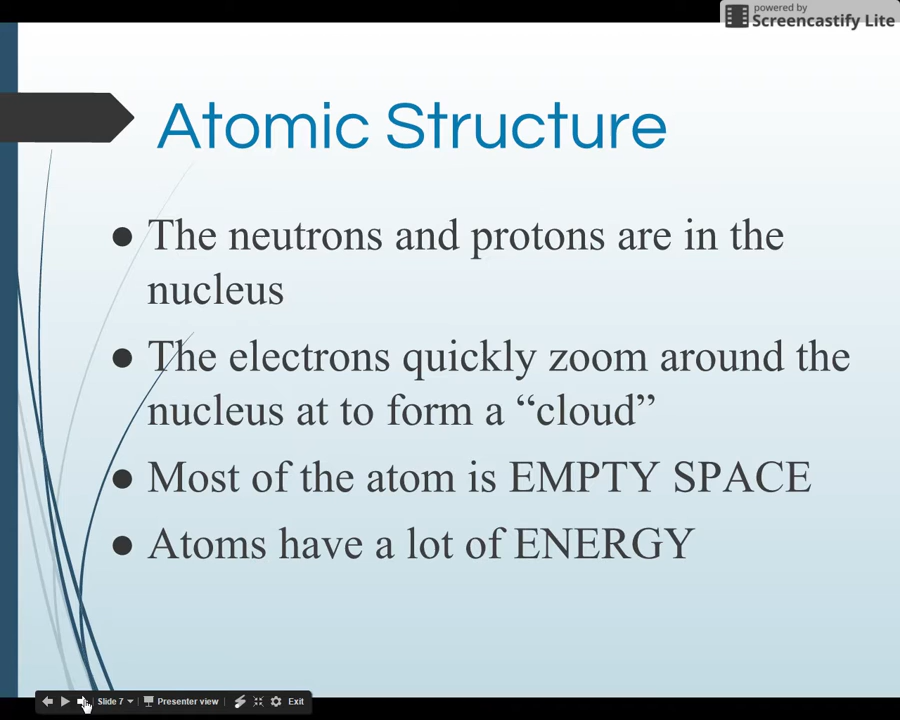 powered by
Screencastify Lite
Atomic Structure
● The neutrons and protons are in the
nucleus
● The electrons quickly zoom around the
nucleus at to form a “cloud”
● Most of the atom is EMPTY SPACE
● Atoms have a lot of ENERGY
Slide 7 Presenter view Exit